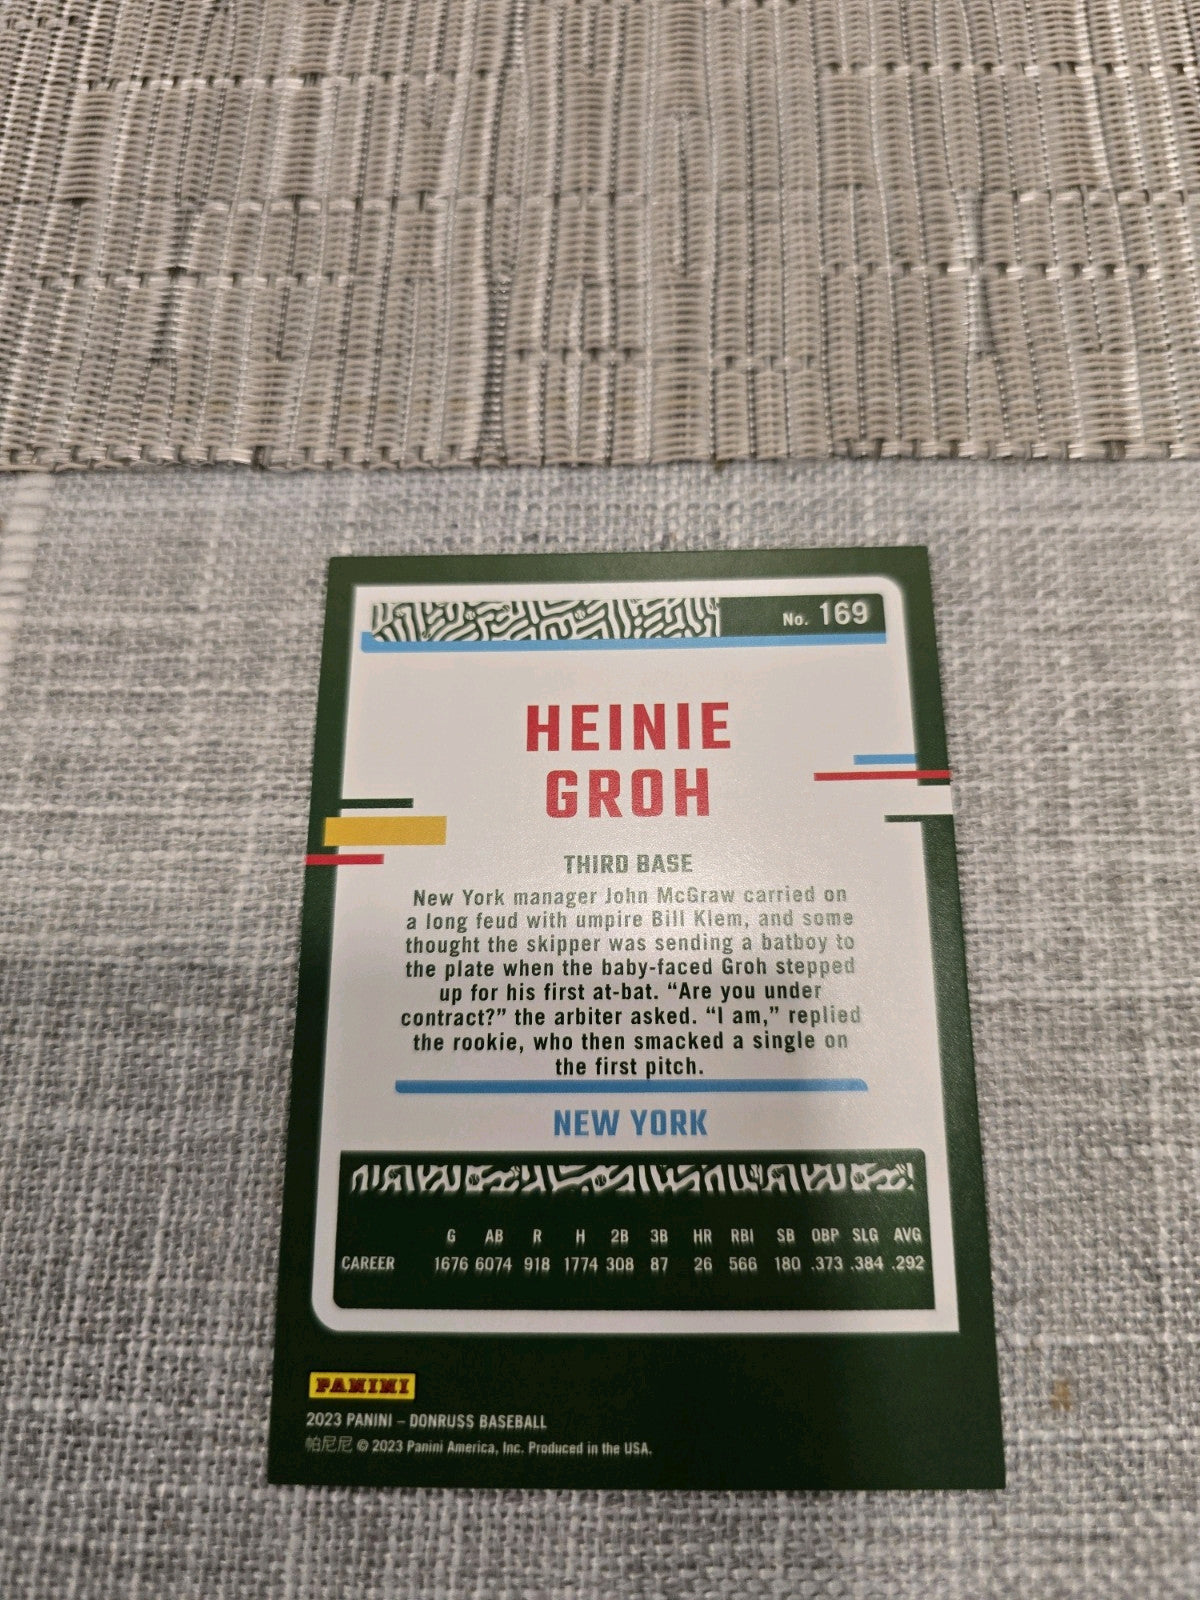 No. 169
HEINIE
GROH
THIRD BASE
New York manager John McGraw carried on
a long feud with umpire Bill Klem, and some
thought the skipper was sending a batboy to
the plate when the baby-faced Groh stepped
up for his first at-bat. “Are you under
contract?” the arbiter asked. “I am,” replied
the rookie, who then smacked a single on
the first pitch.
NEW YORK
G AB R H 2B 3B HR RBI SB OBP SLG AVG
CAREER 1676 6074 918 1774 308 87 26 566 180 .373 .384 .292
PANINI
2023 PANINI – DONRUSS BASEBALL
帕尼尼 © 2023 Panini America, Inc. Produced in the USA.